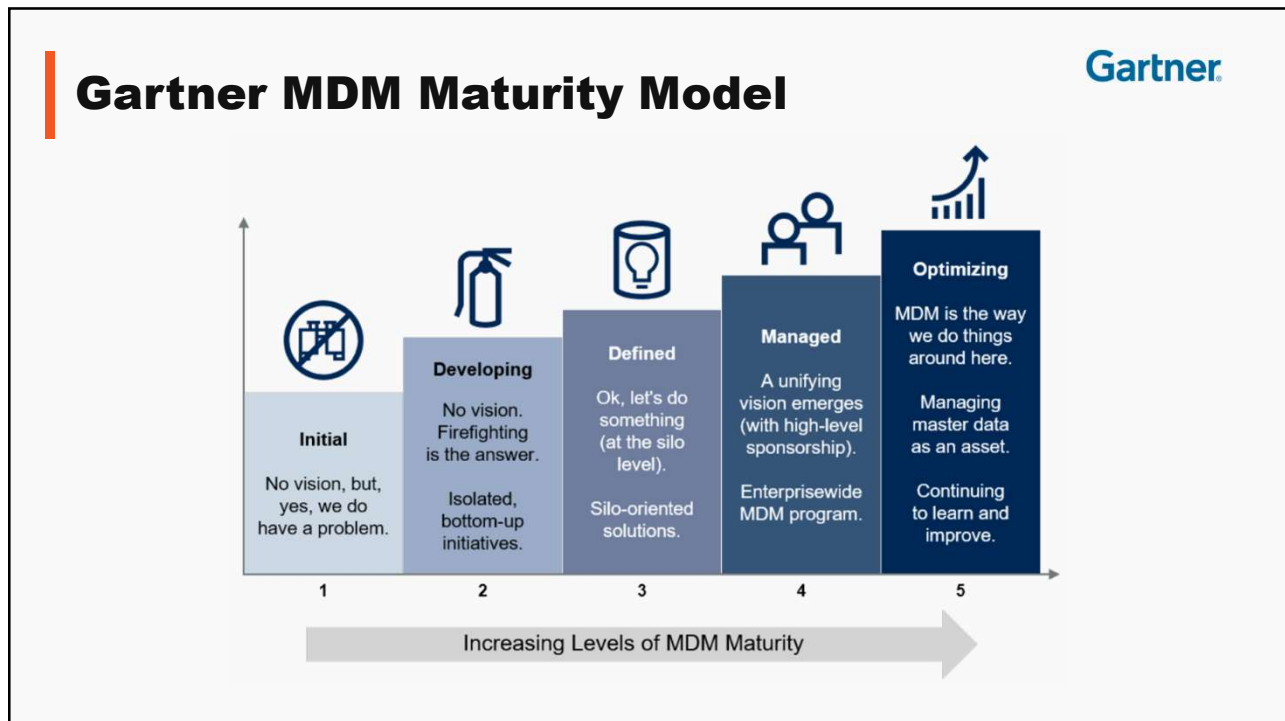 Gartner MDM Maturity Model
Gartner®
Initial
No vision, but,
yes, we do
have a problem.
Developing
No vision.
Firefighting
is the answer.
Isolated,
bottom-up
initiatives.
Defined
Ok, let's do
something
(at the silo
level).
Silo-oriented
solutions.
Managed
A unifying
vision emerges
(with high-level
sponsorship).
Enterprisewide
MDM program.
Optimizing
MDM is the way
we do things
around here.
Managing
master data
as an asset.
Continuing
to learn and
improve.
1
2
3
4
5
Increasing Levels of MDM Maturity